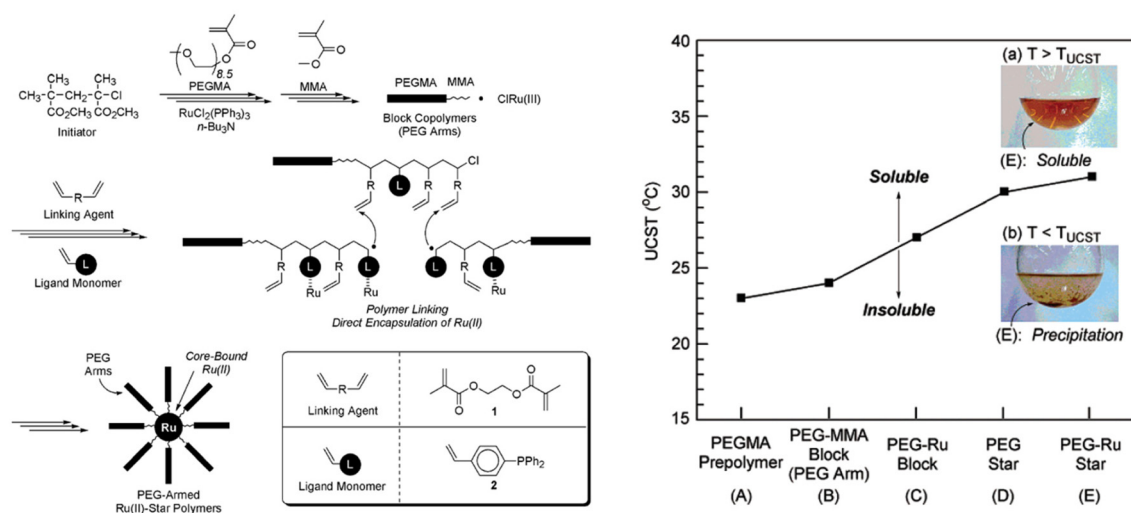 CH₃ CH₃
CH₃-C-CH₂-C-Cl
CO₂CH₃ CO₂CH₃
Initiator
O
O
O
8.5
PEGMA
RuCl₂(PPh₃)₃
n-Bu₃N
O
O
MMA
PEGMA MMA
• ClRu(III)
Block Copolymers
(PEG Arms)
R
Linking Agent
L
Ligand Monomer
Cl
R L R R
R L R L L R L
Ru Ru Ru
Polymer Linking
Direct Encapsulation of Ru(II)
PEG
Arms
Core-Bound
Ru(II)
Ru
PEG-Armed
Ru(II)-Star Polymers
R
Linking Agent
O
O
O
O
1
L
Ligand Monomer
PPh₂
2
UCST (°C)
40
35
30
25
20
15
(a) T > T_UCST
(E): Soluble
Soluble
Insoluble
(b) T < T_UCST
(E): Precipitation
PEGMA
Prepolymer
(A)
PEG-MMA
Block
(PEG Arm)
(B)
PEG-Ru
Block
(C)
PEG
Star
(D)
PEG-Ru
Star
(E)